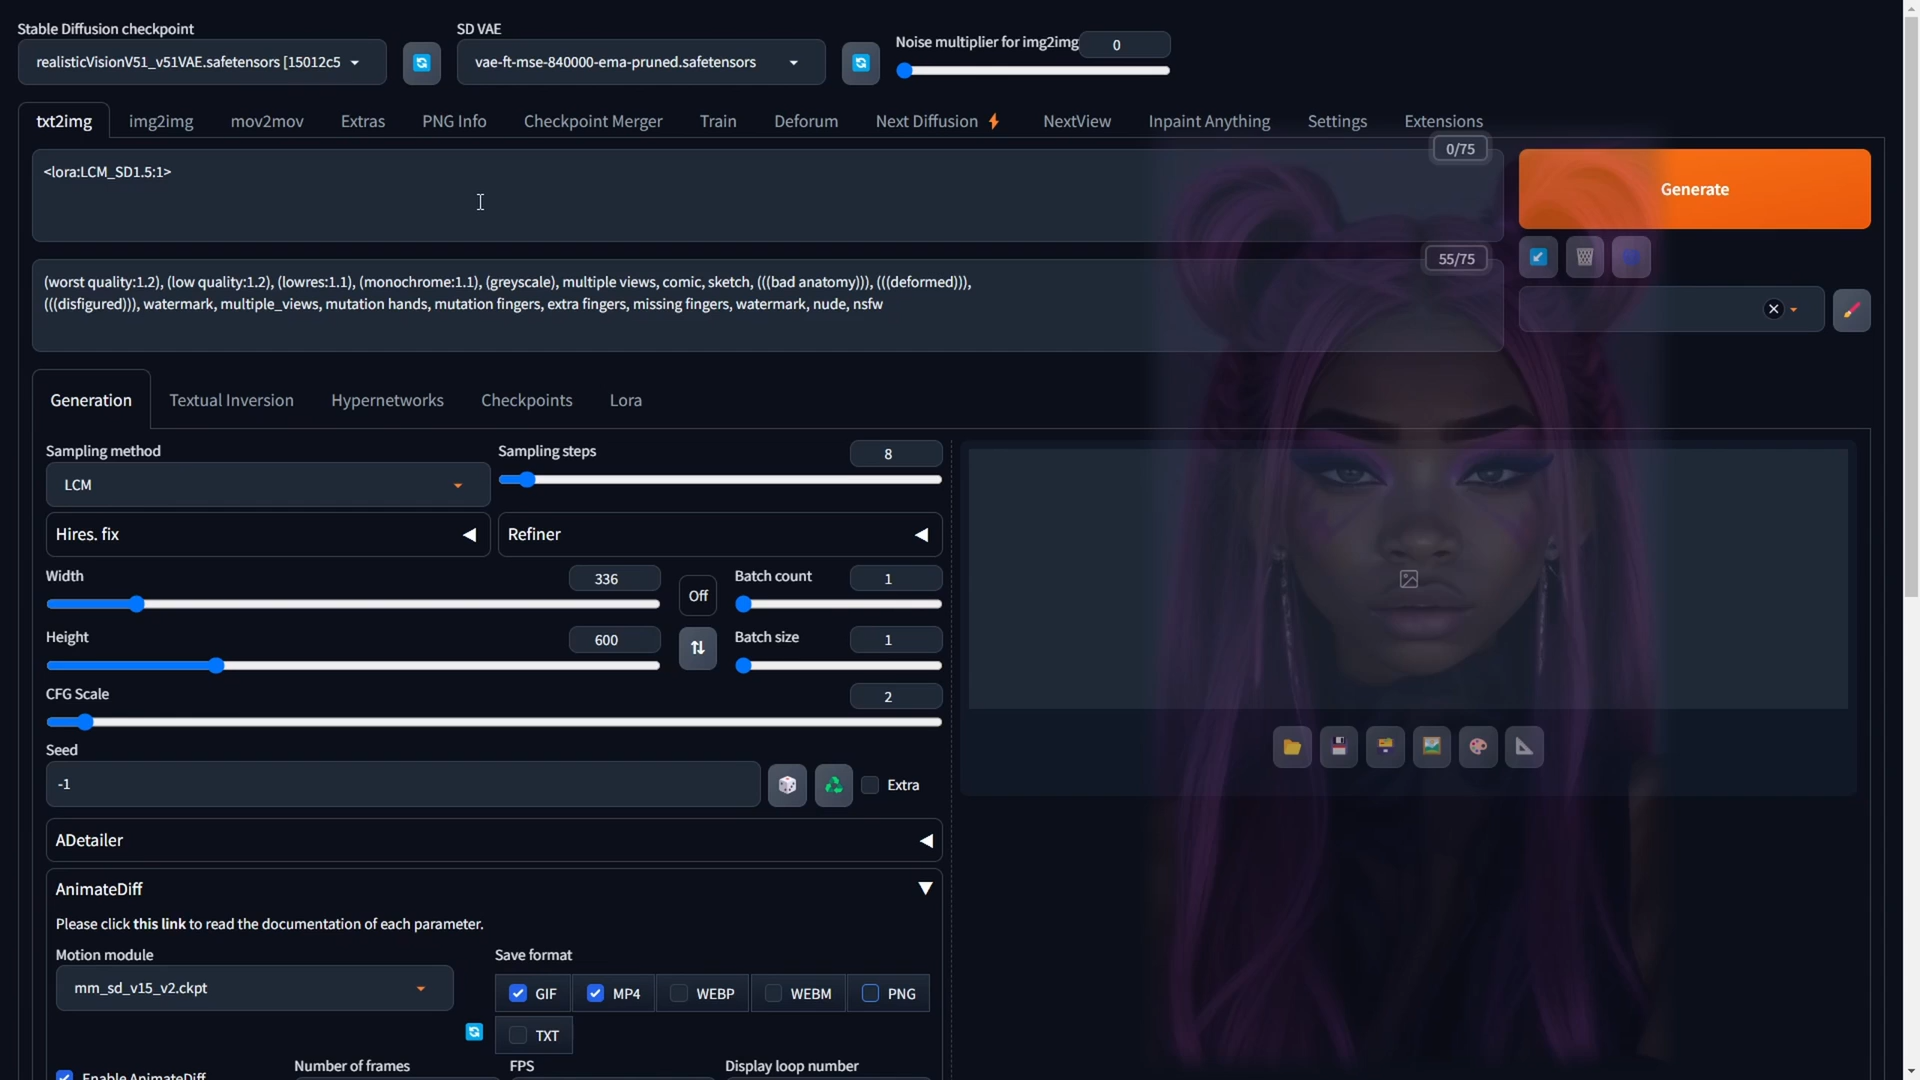 Stable Diffusion checkpoint
SD VAE
Noise multiplier for img2img
0
realisticVisionV51_v51VAE.safetensors [15012c5
vae-ft-mse-840000-ema-pruned.safetensors
txt2img
img2img
mov2mov
Extras
PNG Info
Checkpoint Merger
Train
Deforum
Next Diffusion
NextView
Inpaint Anything
Settings
Extensions
0/75
<lora:LCM_SD1.5:1>
Generate
55/75
(worst quality:1.2), (low quality:1.2), (lowres:1.1), (monochrome:1.1), (greyscale), multiple views, comic, sketch, (((bad anatomy))), (((deformed))),
(((disfigured))), watermark, multiple_views, mutation hands, mutation fingers, extra fingers, missing fingers, watermark, nude, nsfw
Generation
Textual Inversion
Hypernetworks
Checkpoints
Lora
Sampling method
Sampling steps
8
LCM
Hires. fix
Refiner
Width
336
Off
Batch count
1
Height
600
Batch size
1
CFG Scale
2
Seed
-1
Extra
ADetailer
AnimateDiff
Please click this link to read the documentation of each parameter.
Motion module
Save format
mm_sd_v15_v2.ckpt
GIF
MP4
WEBP
WEBM
PNG
TXT
Enable AnimateDiff
Number of frames
FPS
Display loop number